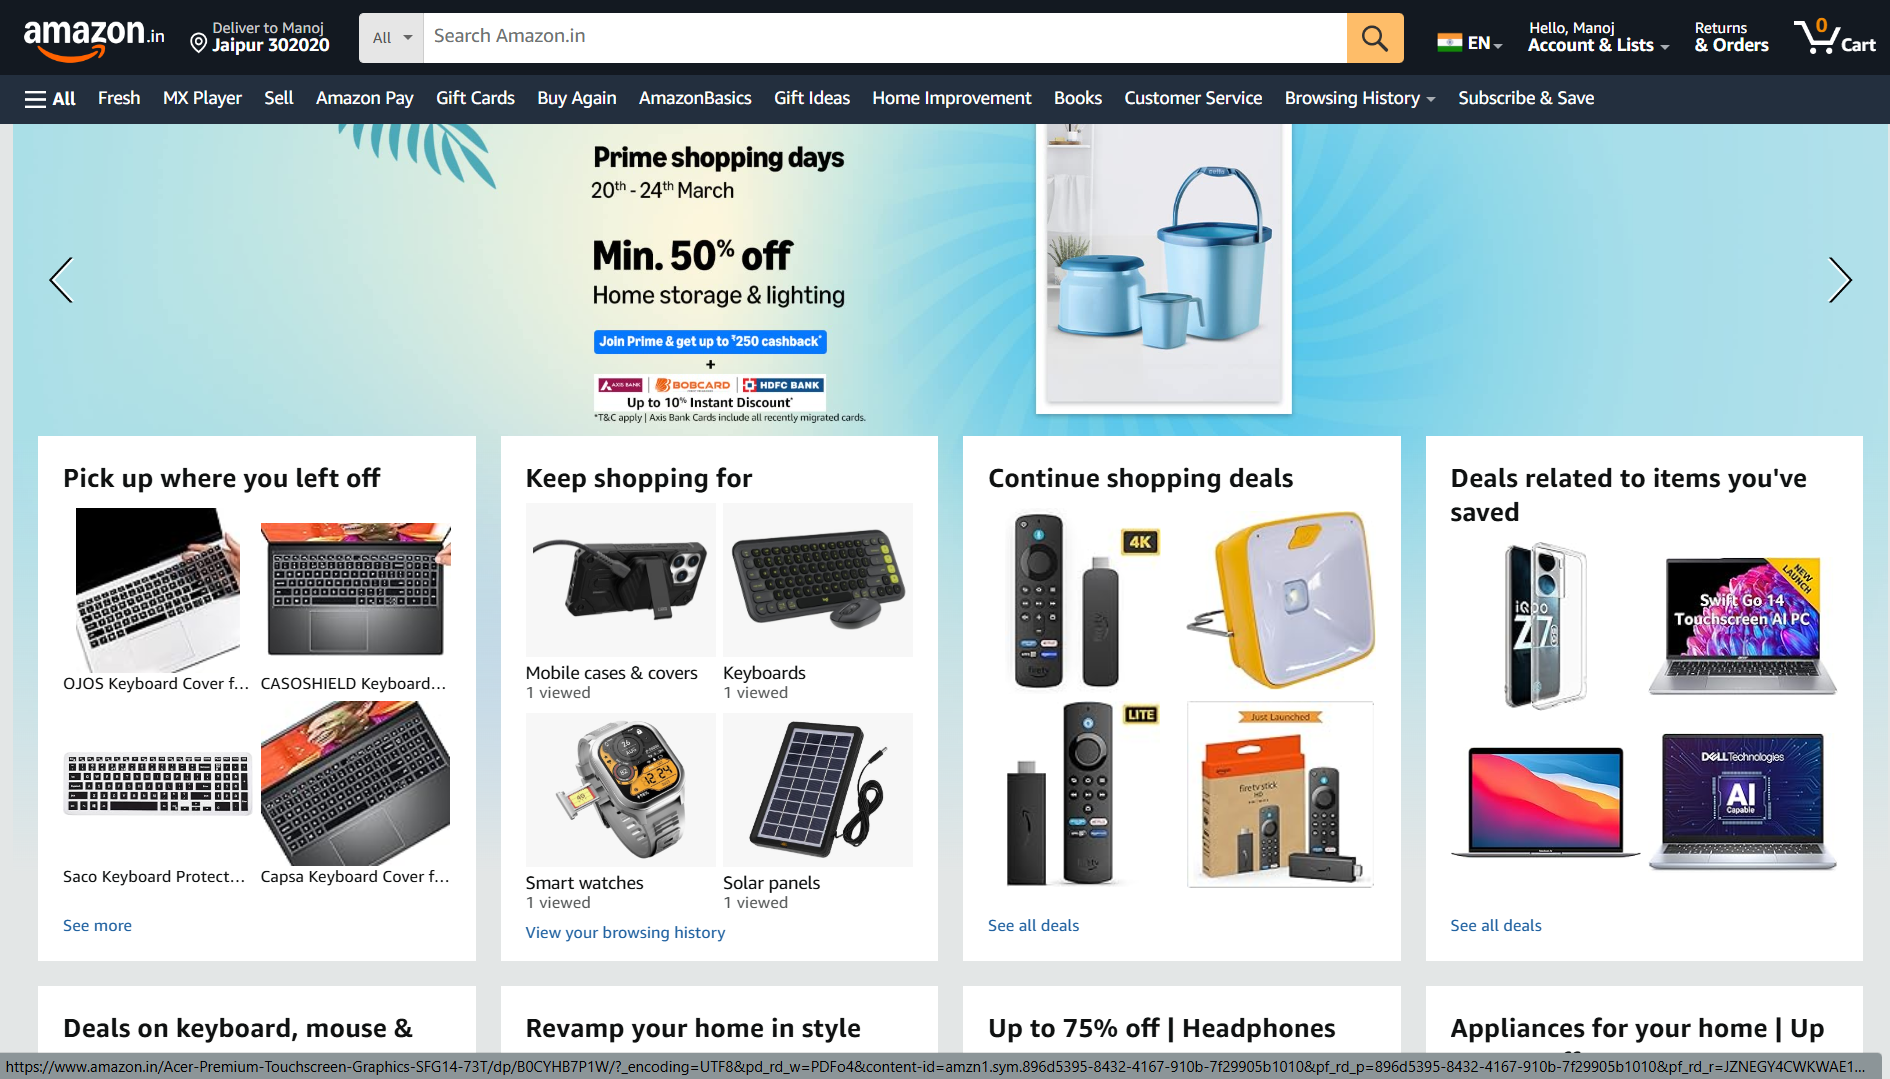 amazon.in
Deliver to Manoj
Jaipur 302020
All
Search Amazon.in
EN
Hello, Manoj
Account & Lists
Returns
& Orders
0
Cart
All
Fresh
MX Player
Sell
Amazon Pay
Gift Cards
Buy Again
AmazonBasics
Gift Ideas
Home Improvement
Books
Customer Service
Browsing History
Subscribe & Save
Prime shopping days
20th - 24th March
Min. 50% off
Home storage & lighting
Join Prime & get up to ₹250 cashback*
+
AXIS BANK | BOBCARD | HDFC BANK
Up to 10% Instant Discount*
*T&C apply | Axis Bank Cards include all recently migrated cards.
Pick up where you left off
OJOS Keyboard Cover f...
CASOSHIELD Keyboard...
Saco Keyboard Protect...
Capsa Keyboard Cover f...
See more
Keep shopping for
Mobile cases & covers
1 viewed
Keyboards
1 viewed
26
AUG
82
12 24
Smart watches
1 viewed
Solar panels
1 viewed
View your browsing history
Continue shopping deals
4K
firetv
LITE
Just Launched
fire tv stick
HD
See all deals
Deals related to items you've
saved
iQOO
Z7
NEW
LAUNCH
Swift Go 14
Touchscreen AI PC
DELL Technologies
AI
Capable
See all deals
Deals on keyboard, mouse &
Revamp your home in style
Up to 75% off | Headphones
Appliances for your home | Up
https://www.amazon.in/Acer-Premium-Touchscreen-Graphics-SFG14-73T/dp/B0CYHB7P1W/?_encoding=UTF8&pd_rd_w=PDFo4&content-id=amzn1.sym.896d5395-8432-4167-910b-7f29905b1010&pf_rd_p=896d5395-8432-4167-910b-7f29905b1010&pf_rd_r=JZNEGY4CWKWAE1...